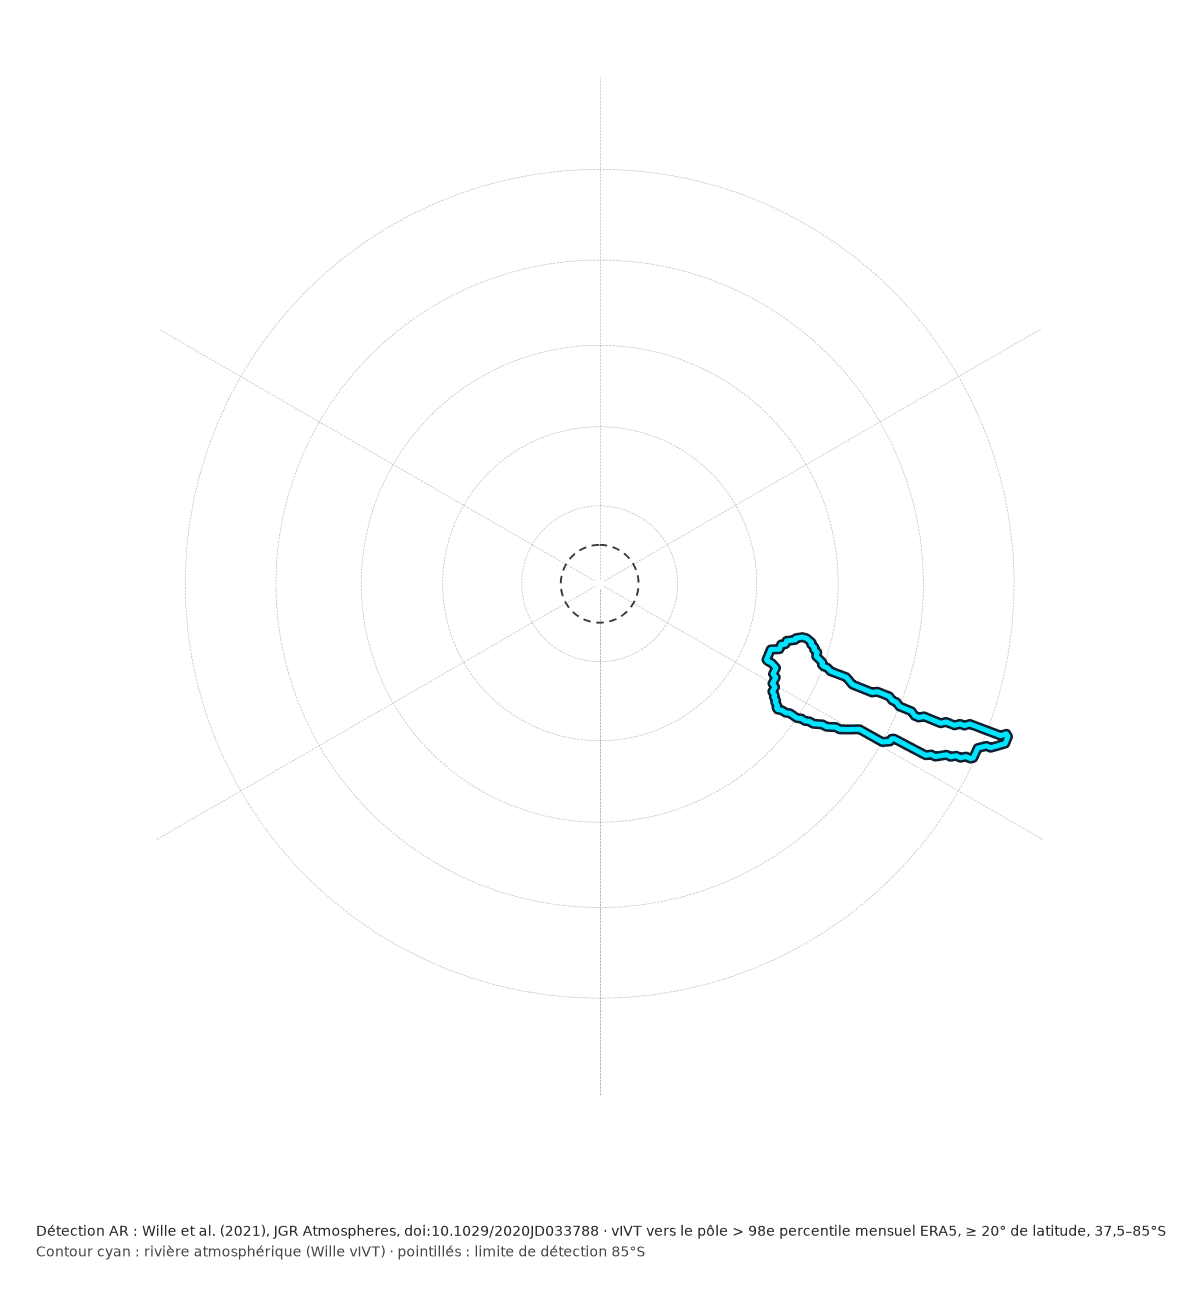 Détection AR : Wille et al. (2021), JGR Atmospheres, doi:10.1029/2020JD033788 · vIVT vers le pôle > 98e percentile mensuel ERA5, ≥ 20° de latitude, 37,5–85°S
Contour cyan : rivière atmosphérique (Wille vIVT) · pointillés : limite de détection 85°S